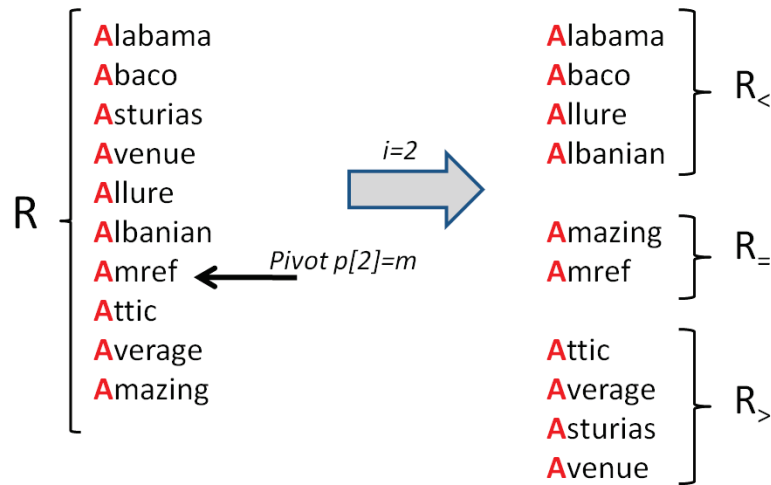 R
Alabama
Abaco
Asturias
Avenue
Allure
Albanian
Amref
Attic
Average
Amazing
i=2
Pivot p[2]=m
Alabama
Abaco
Allure
Albanian
R<
Amazing
Amref
R=
Attic
Average
Asturias
Avenue
R>